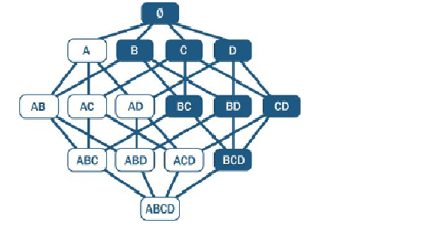 Ø
A B C D
AB AC AD BC BD CD
ABC ABD ACD BCD
ABCD